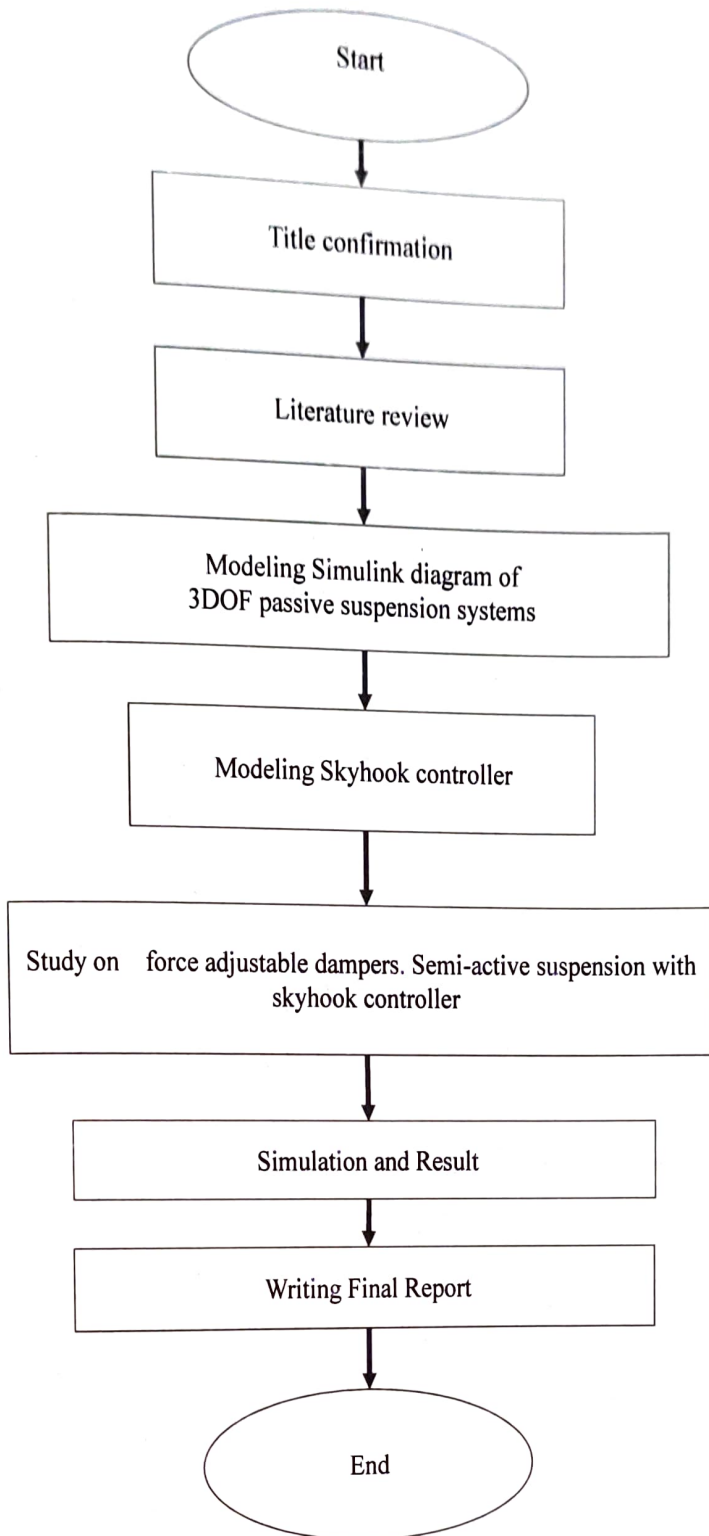 Start
Title confirmation
Literature review
Modeling Simulink diagram of
3DOF passive suspension systems
Modeling Skyhook controller
Study on force adjustable dampers. Semi-active suspension with
skyhook controller
Simulation and Result
Writing Final Report
End